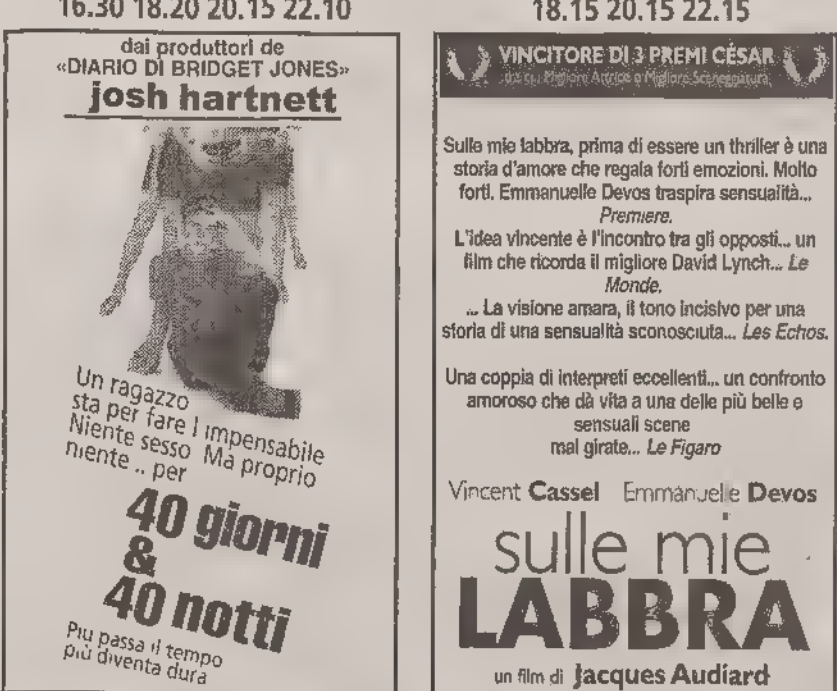 16.30 18.20 20.15 22.10
dai produttori de
«DIARIO DI BRIDGET JONES»
josh hartnett
Un ragazzo
sta per fare l impensabile
Niente sesso Ma proprio
niente .. per
40 giorni
&
40 notti
Piu passa il tempo
più diventa dura
18.15 20.15 22.15
VINCITORE DI 3 PREMI CÉSAR
tra cui Migliore Attrice e Migliore Sceneggiatura
Sulle mie labbra, prima di essere un thriller è una
storia d'amore che regala forti emozioni. Molto
forti. Emmanuelle Devos traspira sensualità...
Premiere.
L'idea vincente è l'incontro tra gli opposti... un
film che ricorda il migliore David Lynch... Le
Monde.
... La visione amara, il tono incisivo per una
storia di una sensualità sconosciuta... Les Echos.
Una coppia di interpreti eccellenti... un confronto
amoroso che dà vita a una delle più belle e
sensuali scene
mai girate... Le Figaro
Vincent Cassel Emmanuelle Devos
sulle mie
LABBRA
un film di Jacques Audiard